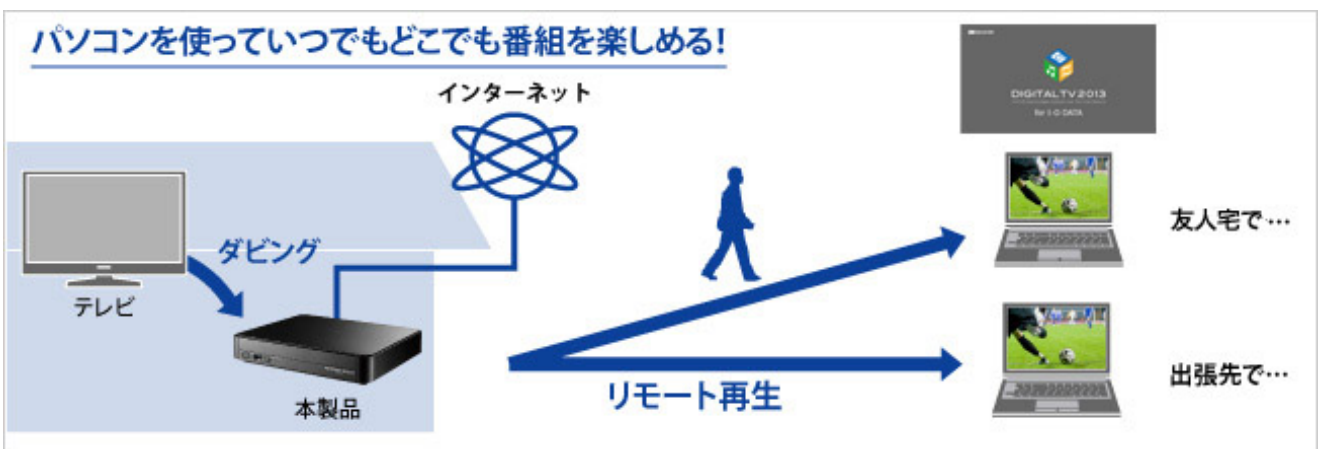 パソコンを使っていつでもどこでも番組を楽しめる!
インターネット
DIGITAL TV 2013
for I-O DATA
ダビング
テレビ
本製品
リモート再生
友人宅で…
出張先で…